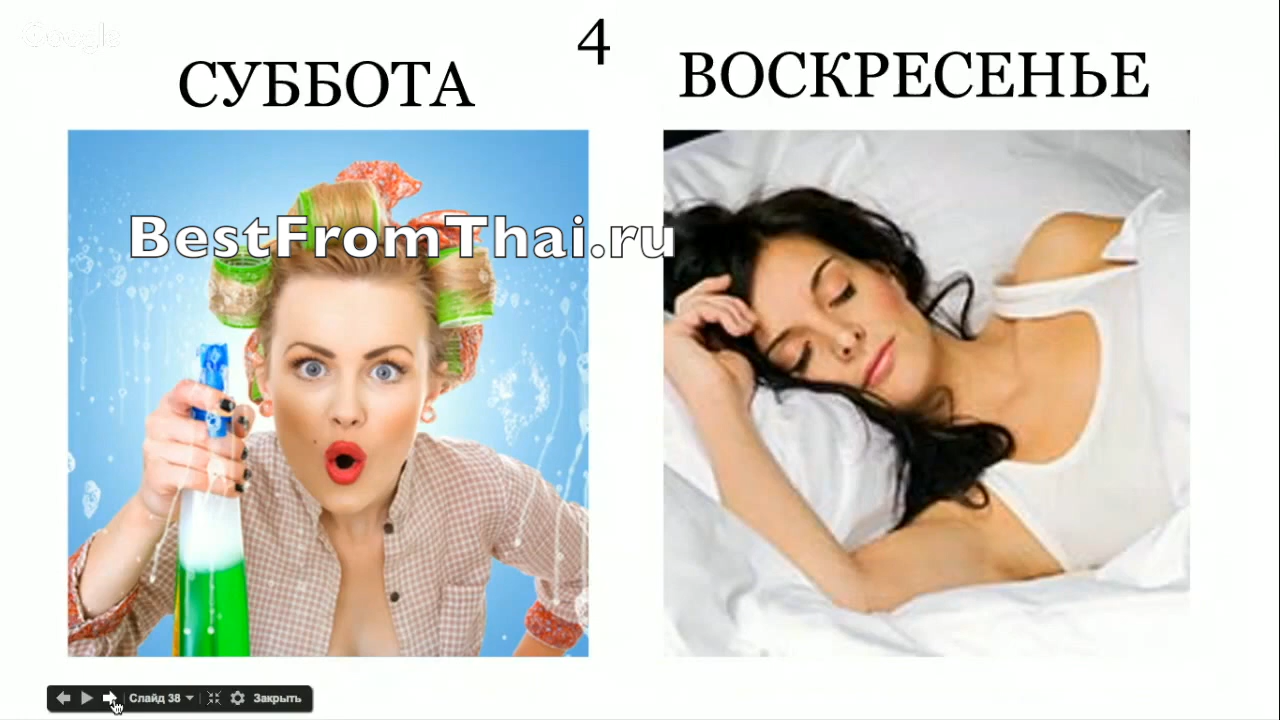 Google
4
СУББОТА
ВОСКРЕСЕНЬЕ
BestFromThai.ru
Слайд 38
Закрыть